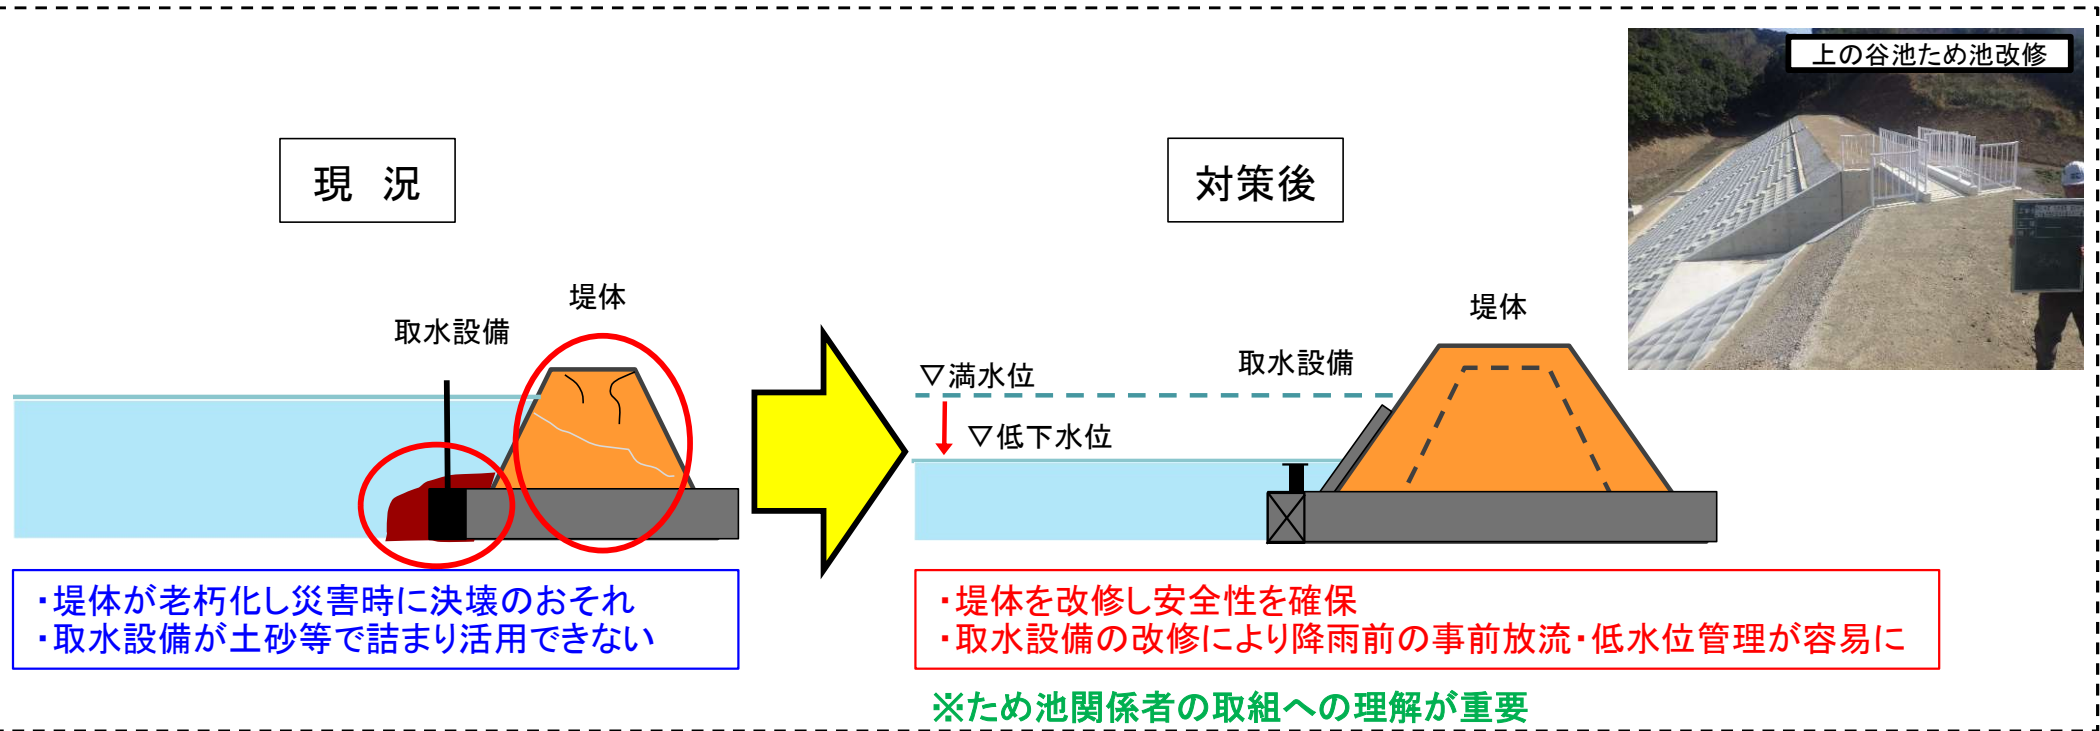 上の谷池ため池改修
現 況
対策後
堤体
取水設備
堤体
取水設備
▽満水位
▽低下水位
・堤体が老朽化し災害時に決壊のおそれ
・取水設備が土砂等で詰まり活用できない
・堤体を改修し安全性を確保
・取水設備の改修により降雨前の事前放流・低水位管理が容易に
※ため池関係者の取組への理解が重要